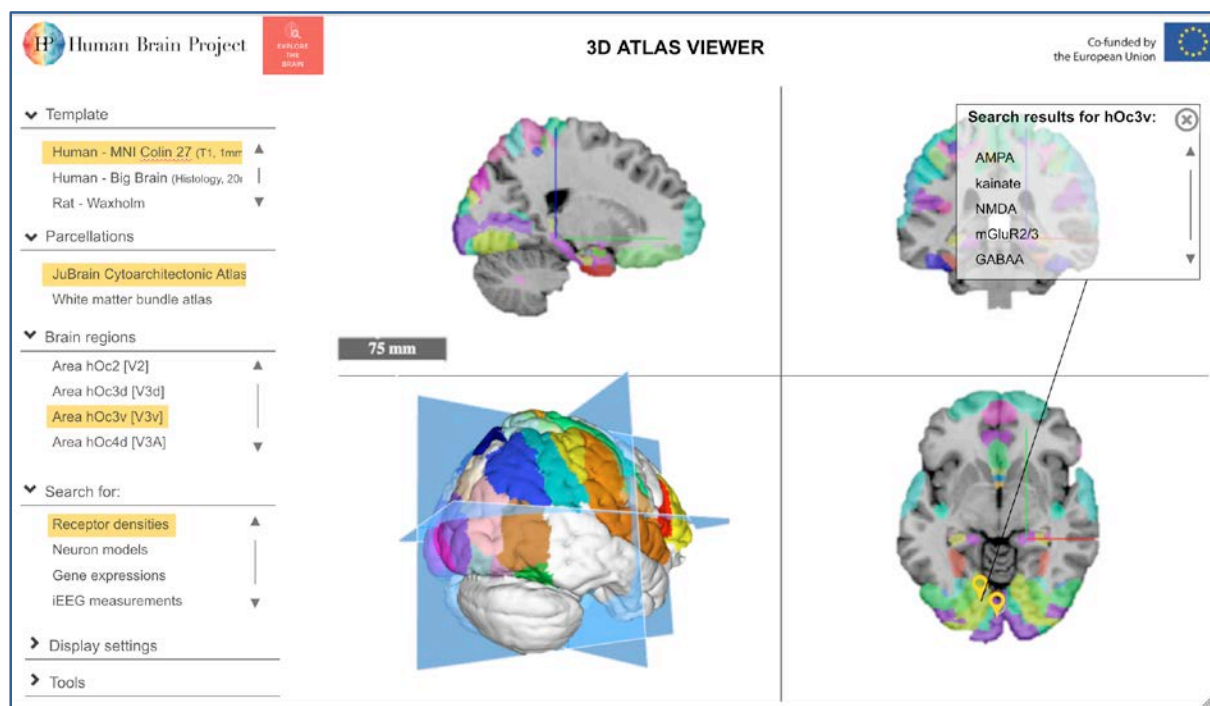 HP Human Brain Project
EXPLORE
THE
BRAIN
3D ATLAS VIEWER
Co-funded by
the European Union
Template
Human - MNI Colin 27 (T1, 1mm
Human - Big Brain (Histology, 20
Rat - Waxholm
Parcellations
JuBrain Cytoarchitectonic Atlas
White matter bundle atlas
Brain regions
Area hOc2 [V2]
Area hOc3d [V3d]
Area hOc3v [V3v]
Area hOc4d [V3A]
Search for:
Receptor densities
Neuron models
Gene expressions
iEEG measurements
Display settings
Tools
75 mm
Search results for hOc3v:
AMPA
kainate
NMDA
mGluR2/3
GABAA